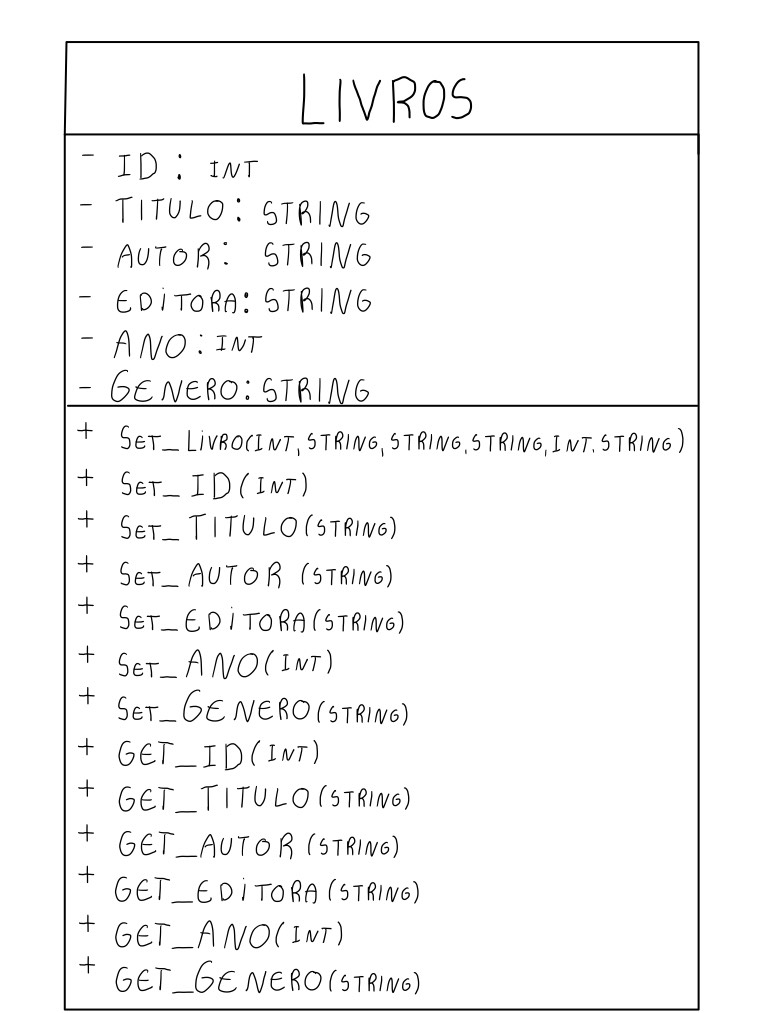 LIVROS
- ID: INT
- TITULO: STRING
- AUTOR: STRING
- EDITORA: STRING
- ANO: INT
- GENERO: STRING
+ SET_LIVRO(INT, STRING, STRING, STRING, INT. STRING)
+ SET_ID(INT)
+ SET_TITULO(STRING)
+ SET_AUTOR (STRING)
+ SET_EDITORA(STRING)
+ SET_ANO(INT)
+ SET_GENERO(STRING)
+ GET_ID(INT)
+ GET_TITULO(STRING)
+ GET_AUTOR (STRING)
+ GET_EDITORA(STRING)
+ GET_ANO(INT)
+ GET_GENERO(STRING)